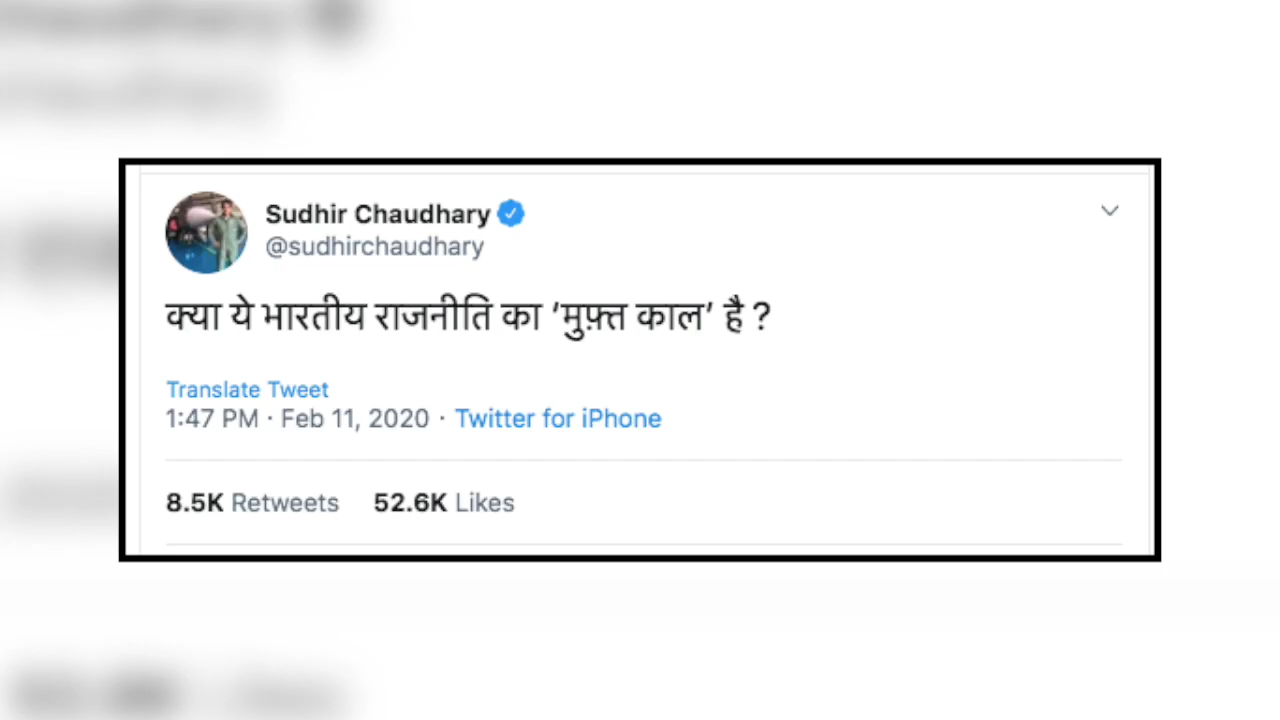 Sudhir Chaudhary
@sudhirchaudhary
क्या ये भारतीय राजनीति का ‘मुफ़्त काल’ है ?
Translate Tweet
1:47 PM · Feb 11, 2020 · Twitter for iPhone
8.5K Retweets 52.6K Likes